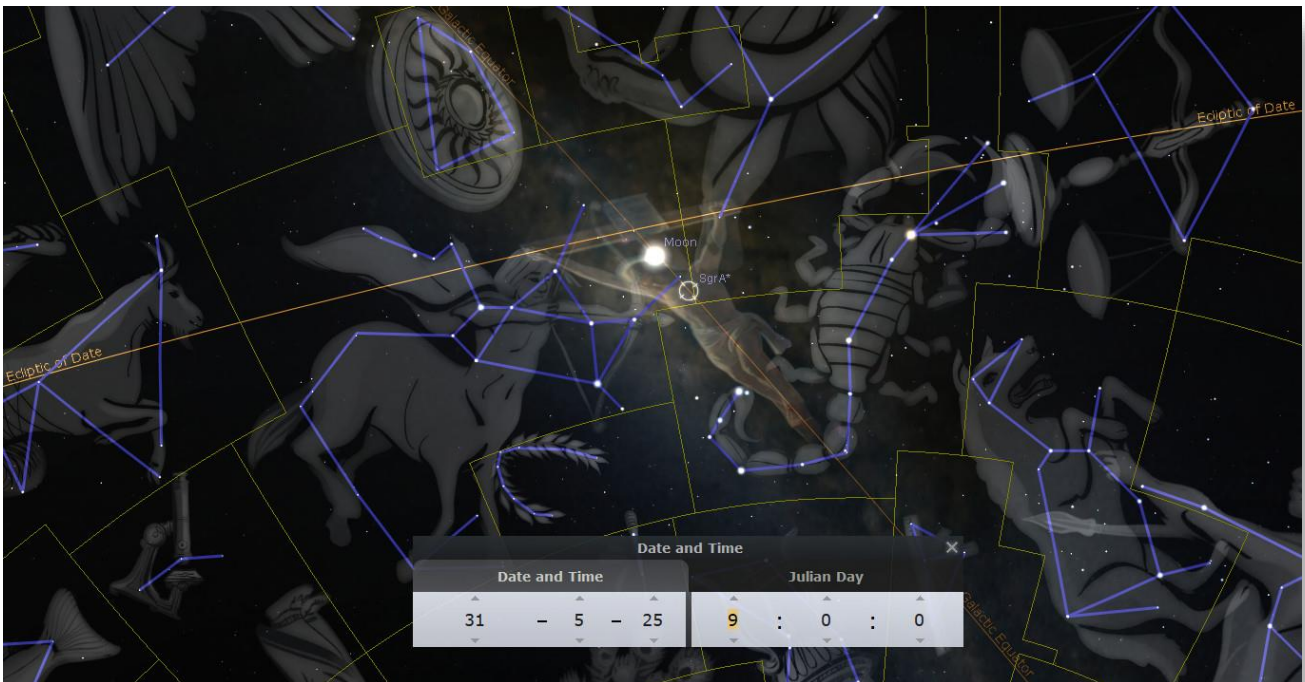 Galactic Equator
Ecliptic of Date
Moon
SgrA*
Ecliptic of Date
Date and Time ×
Date and Time Julian Day
31 – 5 – 25 9 : 0 : 0
Galactic Equator